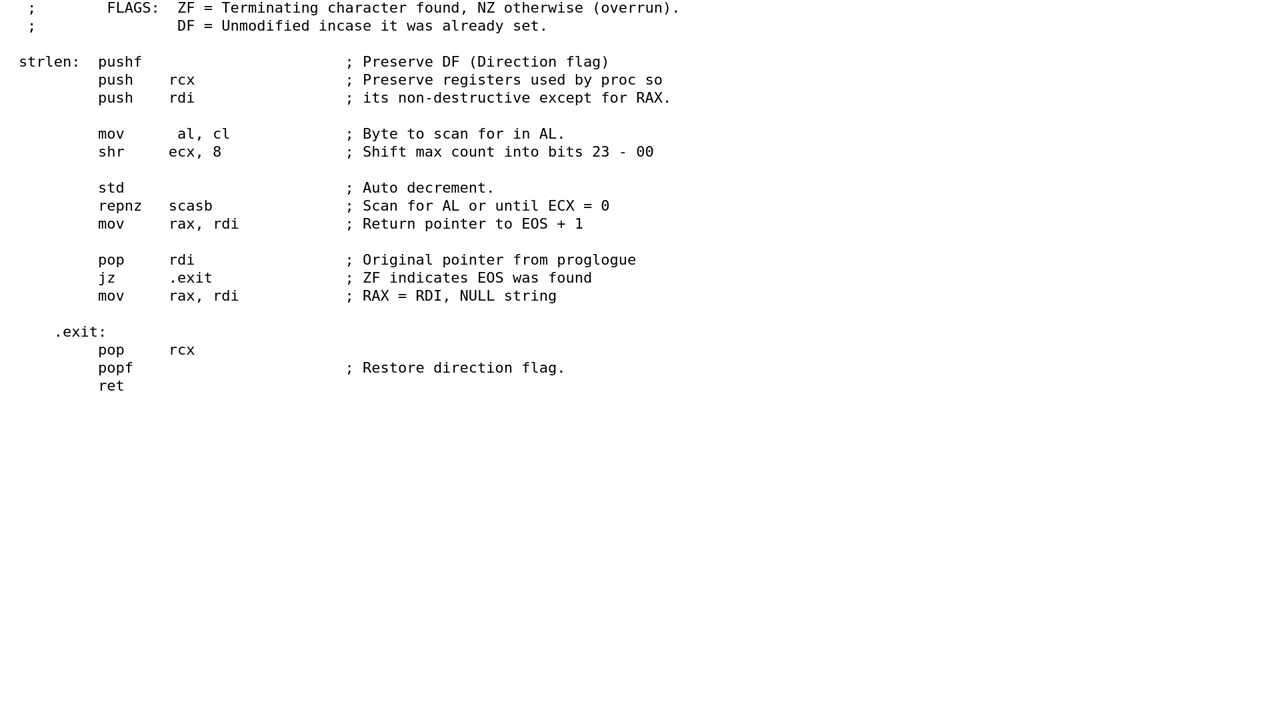 ;        FLAGS:  ZF = Terminating character found, NZ otherwise (overrun).
;                DF = Unmodified incase it was already set.
strlen:  pushf                       ; Preserve DF (Direction flag)
         push    rcx                 ; Preserve registers used by proc so
         push    rdi                 ; its non-destructive except for RAX.
         mov      al, cl             ; Byte to scan for in AL.
         shr     ecx, 8              ; Shift max count into bits 23 - 00
         std                         ; Auto decrement.
         repnz   scasb               ; Scan for AL or until ECX = 0
         mov     rax, rdi            ; Return pointer to EOS + 1
         pop     rdi                 ; Original pointer from proglogue
         jz      .exit               ; ZF indicates EOS was found
         mov     rax, rdi            ; RAX = RDI, NULL string
    .exit:
         pop     rcx
         popf                        ; Restore direction flag.
         ret